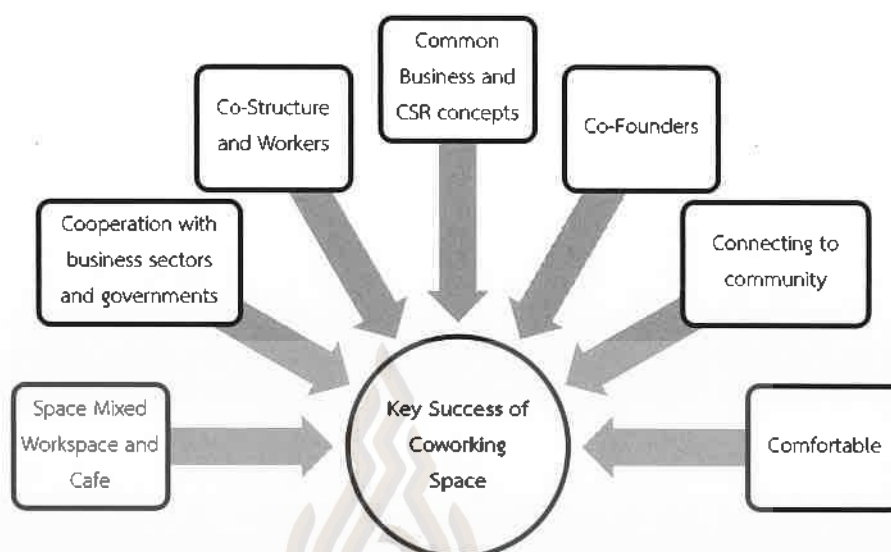 Common
Business and
CSR concepts
Co-Structure
and Workers
Co-Founders
Cooperation with
business sectors
and governments
Connecting to
community
Space Mixed
Workspace and
Cafe
Key Success of
Coworking
Space
Comfortable